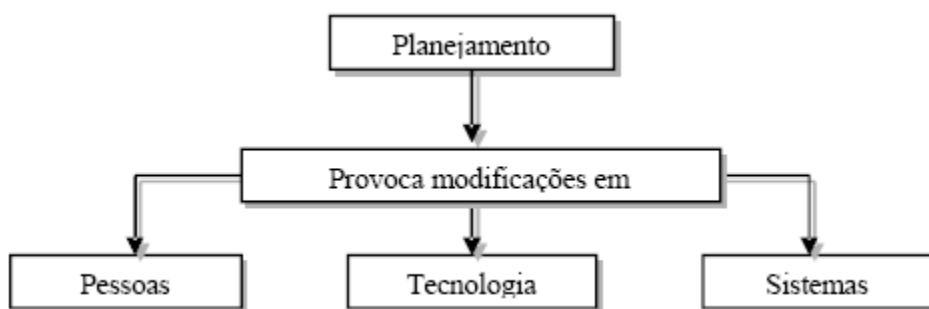 Planejamento
Provoca modificações em
Pessoas
Tecnologia
Sistemas